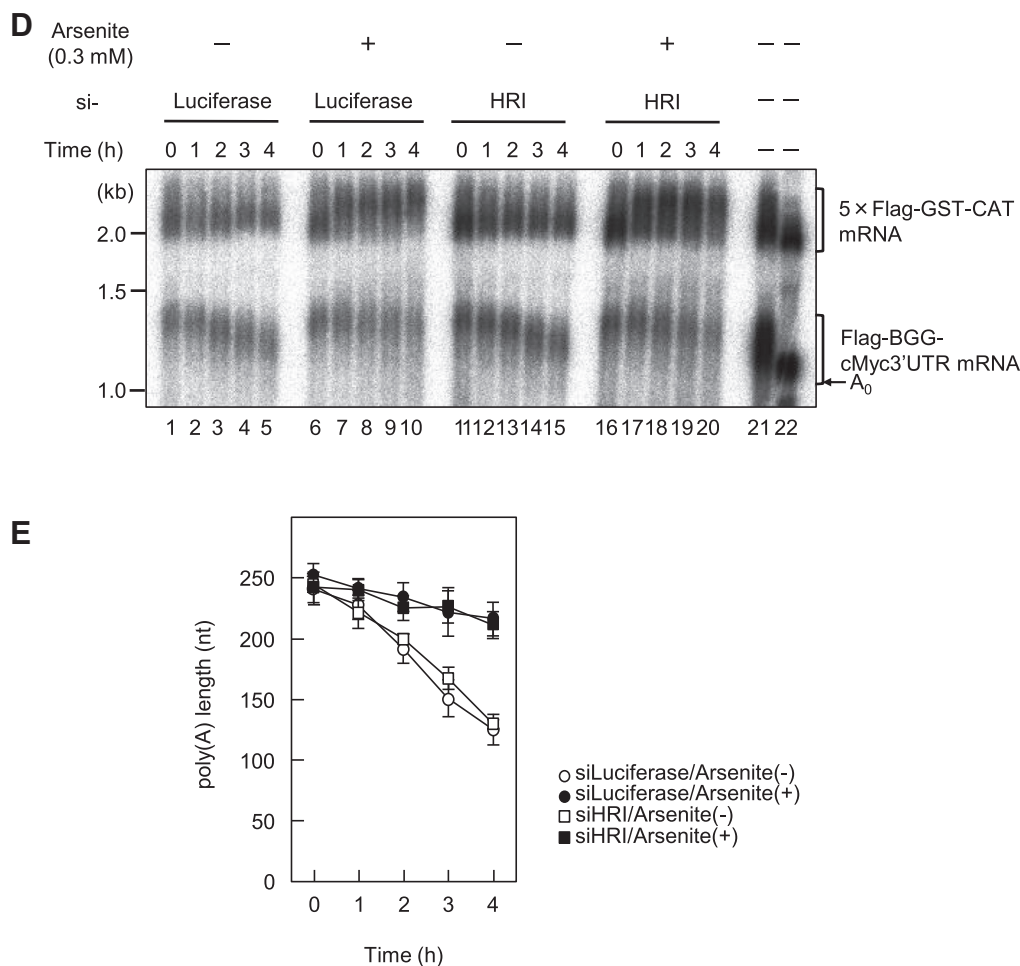 D
Arsenite
(0.3 mM) – + – + – –
si- Luciferase Luciferase HRI HRI – –
Time (h) 0 1 2 3 4 0 1 2 3 4 0 1 2 3 4 0 1 2 3 4 – –
(kb)
2.0
1.5
1.0
5×Flag-GST-CAT
mRNA
Flag-BGG-
cMyc3'UTR mRNA
A0
1 2 3 4 5 6 7 8 9 10 11 12 13 14 15 16 17 18 19 20 21 22
E
poly(A) length (nt)
250
200
150
100
50
0
0 1 2 3 4
Time (h)
siLuciferase/Arsenite(-)
siLuciferase/Arsenite(+)
siHRI/Arsenite(-)
siHRI/Arsenite(+)